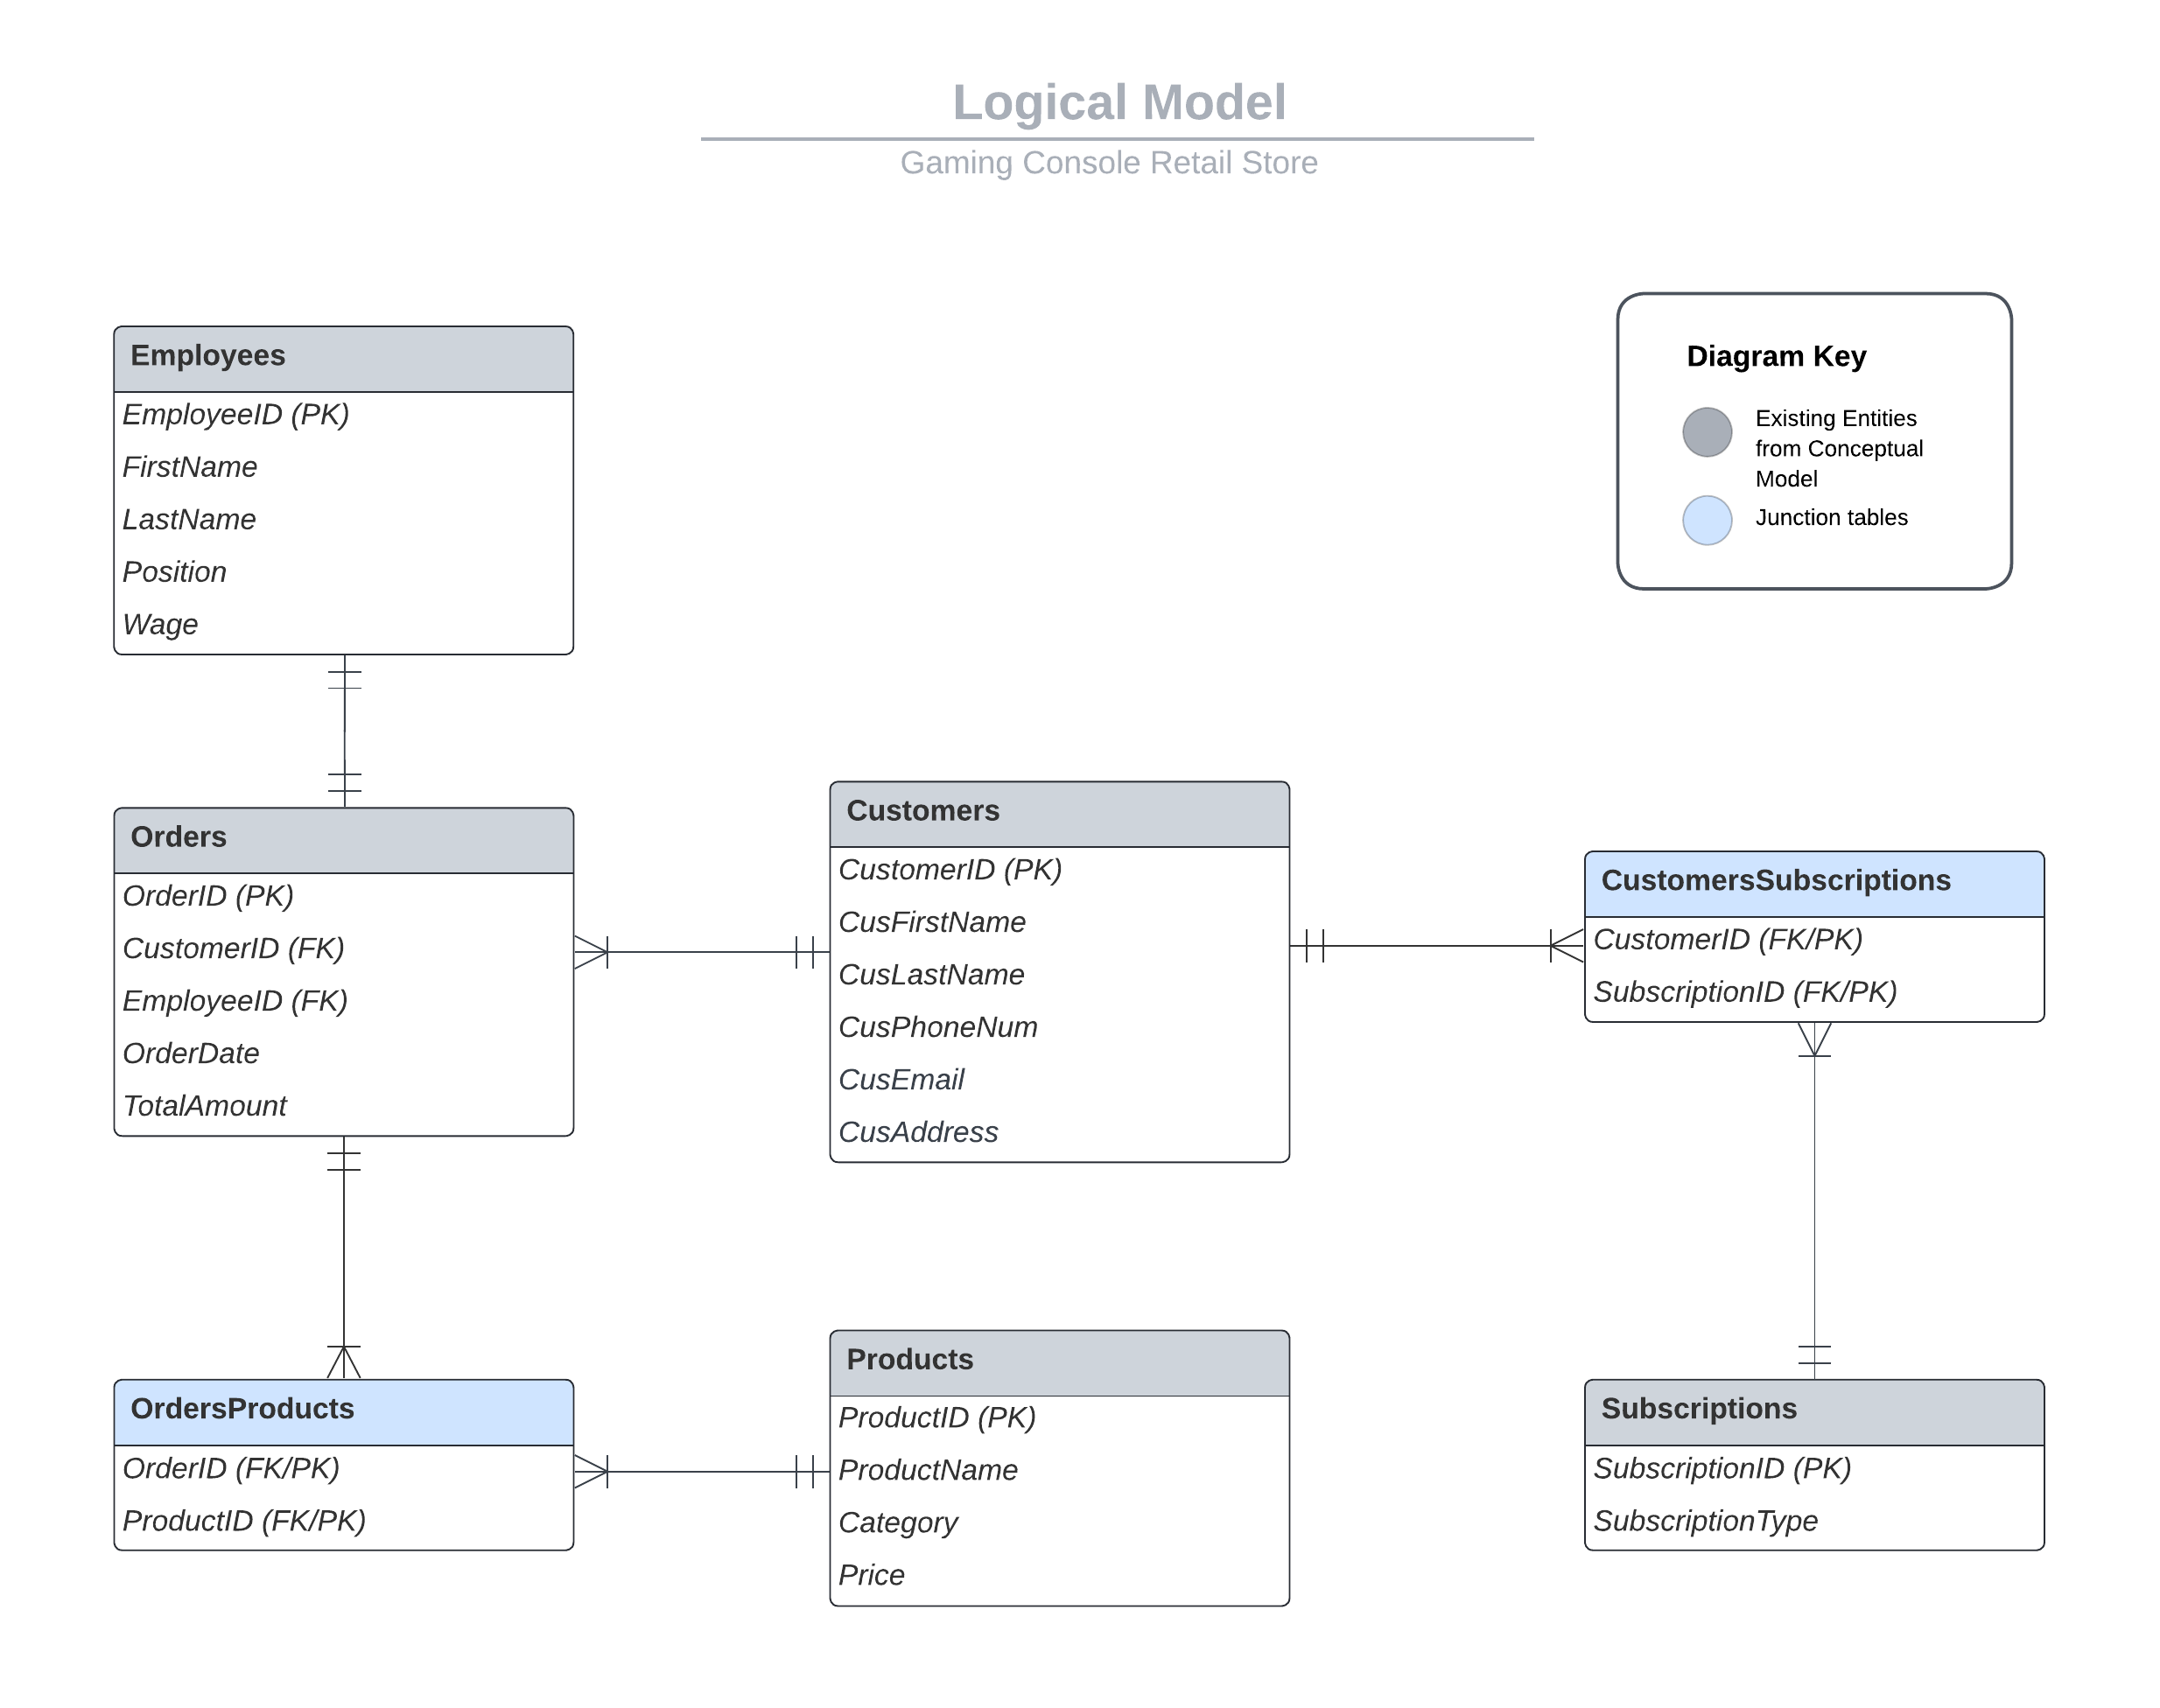 Logical Model
Gaming Console Retail Store
Diagram Key
Existing Entities
from Conceptual
Model
Junction tables
Employees
EmployeeID (PK)
FirstName
LastName
Position
Wage
Orders
OrderID (PK)
CustomerID (FK)
EmployeeID (FK)
OrderDate
TotalAmount
Customers
CustomerID (PK)
CusFirstName
CusLastName
CusPhoneNum
CusEmail
CusAddress
CustomersSubscriptions
CustomerID (FK/PK)
SubscriptionID (FK/PK)
OrdersProducts
OrderID (FK/PK)
ProductID (FK/PK)
Products
ProductID (PK)
ProductName
Category
Price
Subscriptions
SubscriptionID (PK)
SubscriptionType